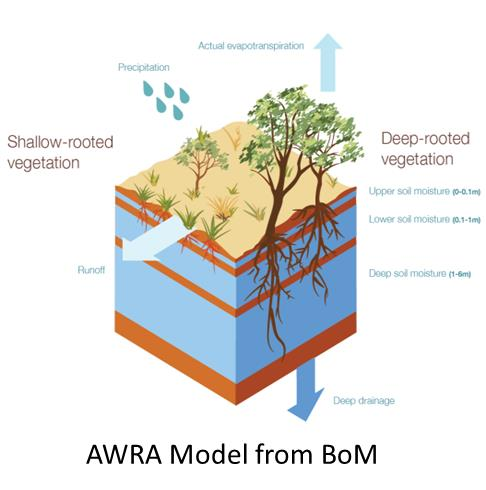 Actual evapotranspiration
Precipitation
Shallow-rooted
vegetation
Deep-rooted
vegetation
Upper soil moisture (0-0.1m)
Lower soil moisture (0.1-1m)
Runoff
Deep soil moisture (1-6m)
Deep drainage
AWRA Model from BoM